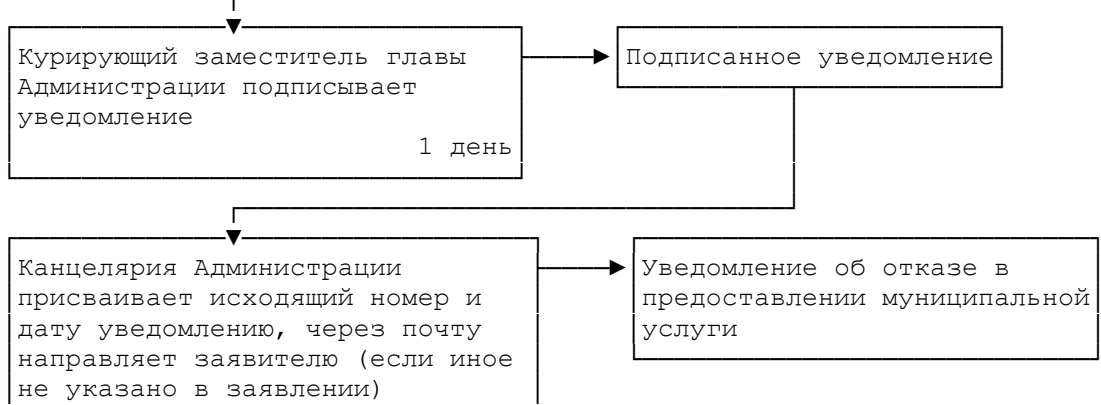 Курирующий заместитель главы
Администрации подписывает
уведомление
1 день
Подписанное уведомление
Канцелярия Администрации
присваивает исходящий номер и
дату уведомлению, через почту
направляет заявителю (если иное
не указано в заявлении)
Уведомление об отказе в
предоставлении муниципальной
услуги